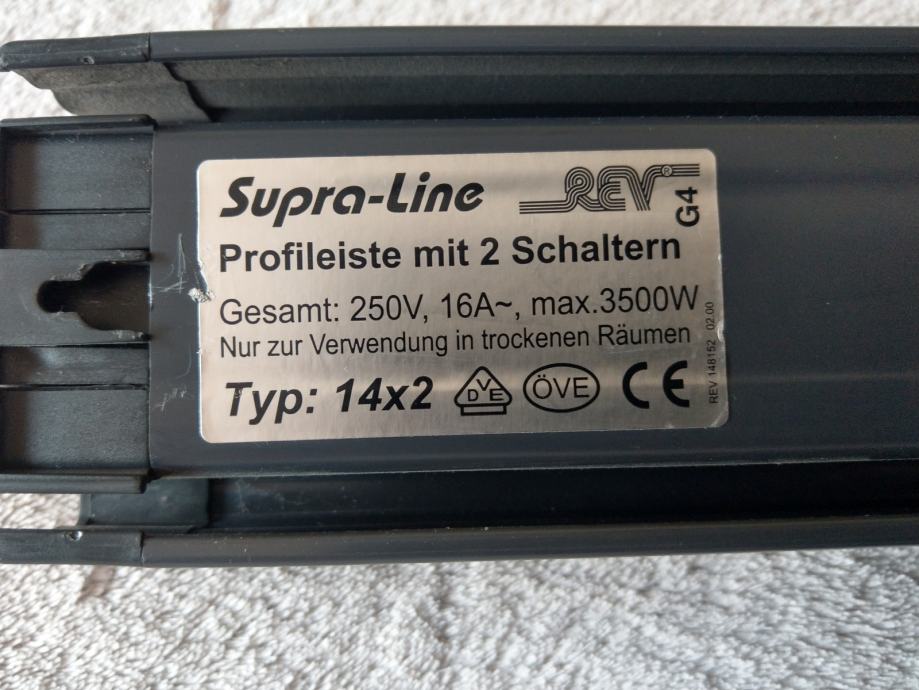 Supra-Line REV® G4
Profileiste mit 2 Schaltern
Gesamt: 250V, 16A~, max.3500W
Nur zur Verwendung in trockenen Räumen
Typ: 14x2 DVE ÖVE CE
REV 148152 02.00